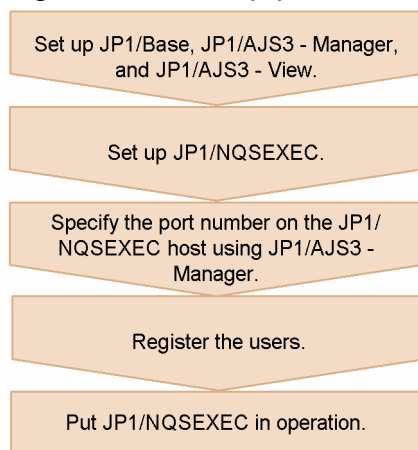 Set up JP1/Base, JP1/AJS3 - Manager,
and JP1/AJS3 - View.
Set up JP1/NQSEXEC.
Specify the port number on the JP1/
NQSEXEC host using JP1/AJS3 -
Manager.
Register the users.
Put JP1/NQSEXEC in operation.